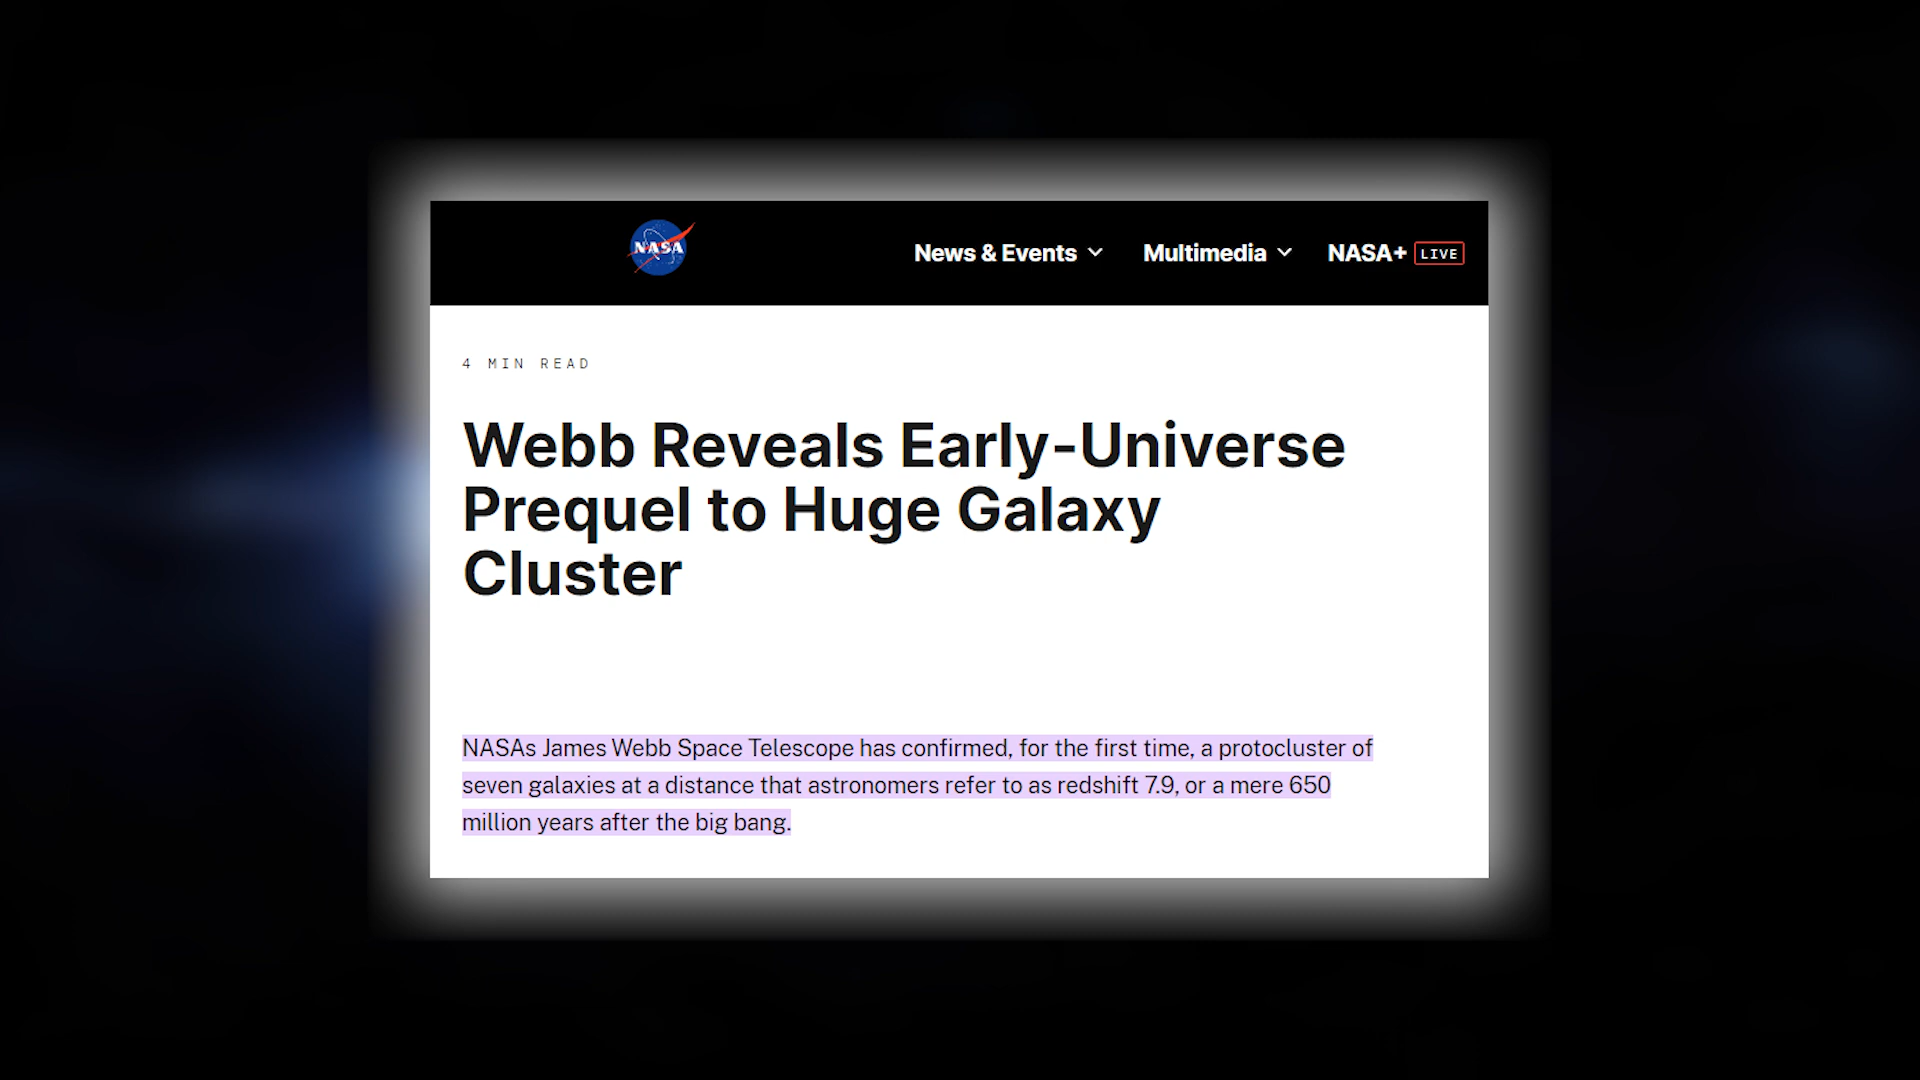 NASA
News & Events
Multimedia
NASA+ LIVE
4 MIN READ
Webb Reveals Early-Universe
Prequel to Huge Galaxy
Cluster
NASAs James Webb Space Telescope has confirmed, for the first time, a protocluster of
seven galaxies at a distance that astronomers refer to as redshift 7.9, or a mere 650
million years after the big bang.